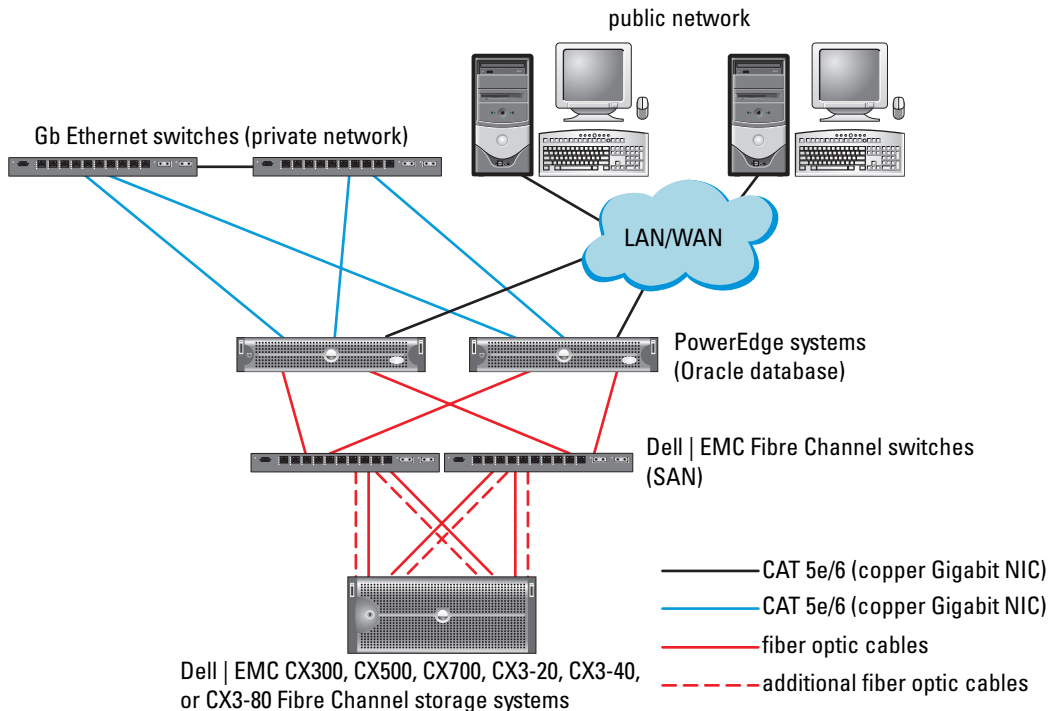 public network
Gb Ethernet switches (private network)
LAN/WAN
PowerEdge systems
(Oracle database)
Dell | EMC Fibre Channel switches
(SAN)
CAT 5e/6 (copper Gigabit NIC)
CAT 5e/6 (copper Gigabit NIC)
fiber optic cables
additional fiber optic cables
Dell | EMC CX300, CX500, CX700, CX3-20, CX3-40,
or CX3-80 Fibre Channel storage systems